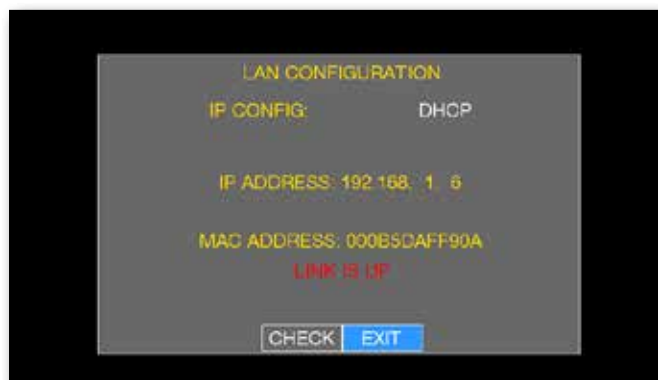 LAN CONFIGURATION
IP CONFIG: DHCP
IP ADDRESS: 192.168. 1. 6
MAC ADDRESS: 000B5DAFF90A
LINK IS UP
CHECK EXIT